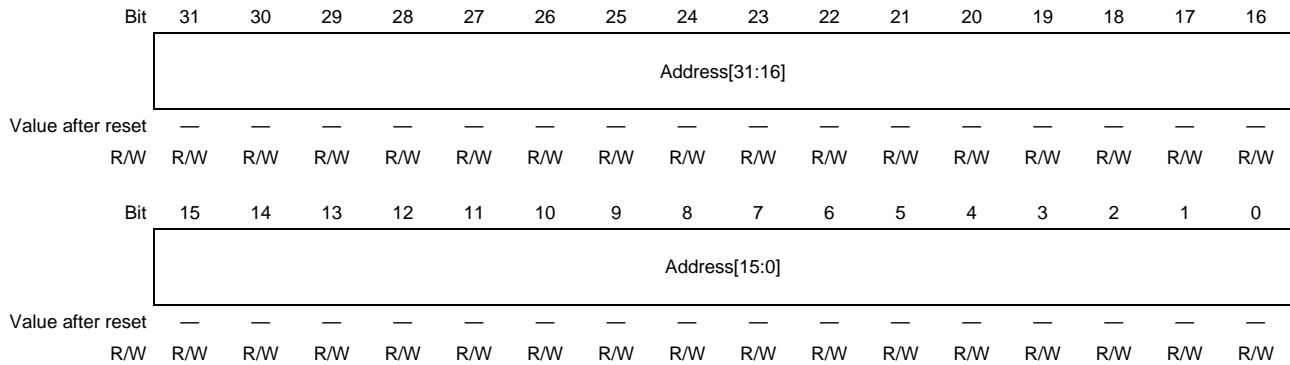 Bit 31 30 29 28 27 26 25 24 23 22 21 20 19 18 17 16
Address[31:16]
Value after reset — — — — — — — — — — — — — — — —
R/W R/W R/W R/W R/W R/W R/W R/W R/W R/W R/W R/W R/W R/W R/W R/W R/W
Bit 15 14 13 12 11 10 9 8 7 6 5 4 3 2 1 0
Address[15:0]
Value after reset — — — — — — — — — — — — — — — —
R/W R/W R/W R/W R/W R/W R/W R/W R/W R/W R/W R/W R/W R/W R/W R/W R/W